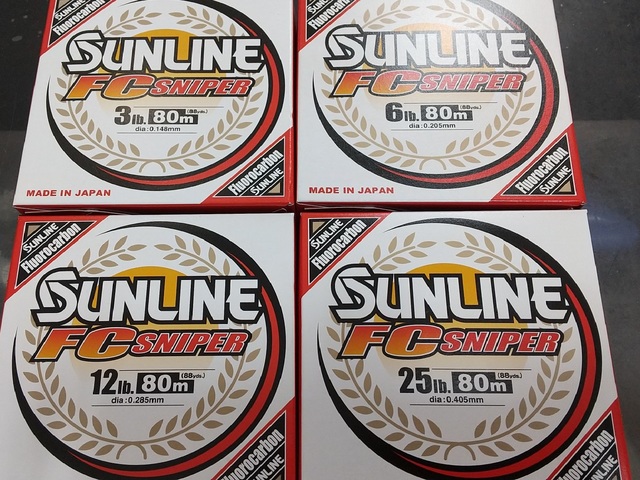 SUNLINE
Fluorocarbon
SUNLINE
FC SNIPER
3lb. 80m (88yds.)
dia:0.148mm
MADE IN JAPAN
Fluorocarbon
SUNLINE
SUNLINE
Fluorocarbon
SUNLINE
FC SNIPER
6lb. 80m (88yds.)
dia:0.205mm
MADE IN JAPAN
Fluorocarbon
SUNLINE
SUNLINE
Fluorocarbon
SUNLINE
FC SNIPER
12lb. 80m (88yds.)
dia:0.285mm
Fluorocarbon
SUNLINE
SUNLINE
Fluorocarbon
SUNLINE
FC SNIPER
25lb. 80m (88yds.)
dia:0.405mm
Fluorocarbon
SUNLINE